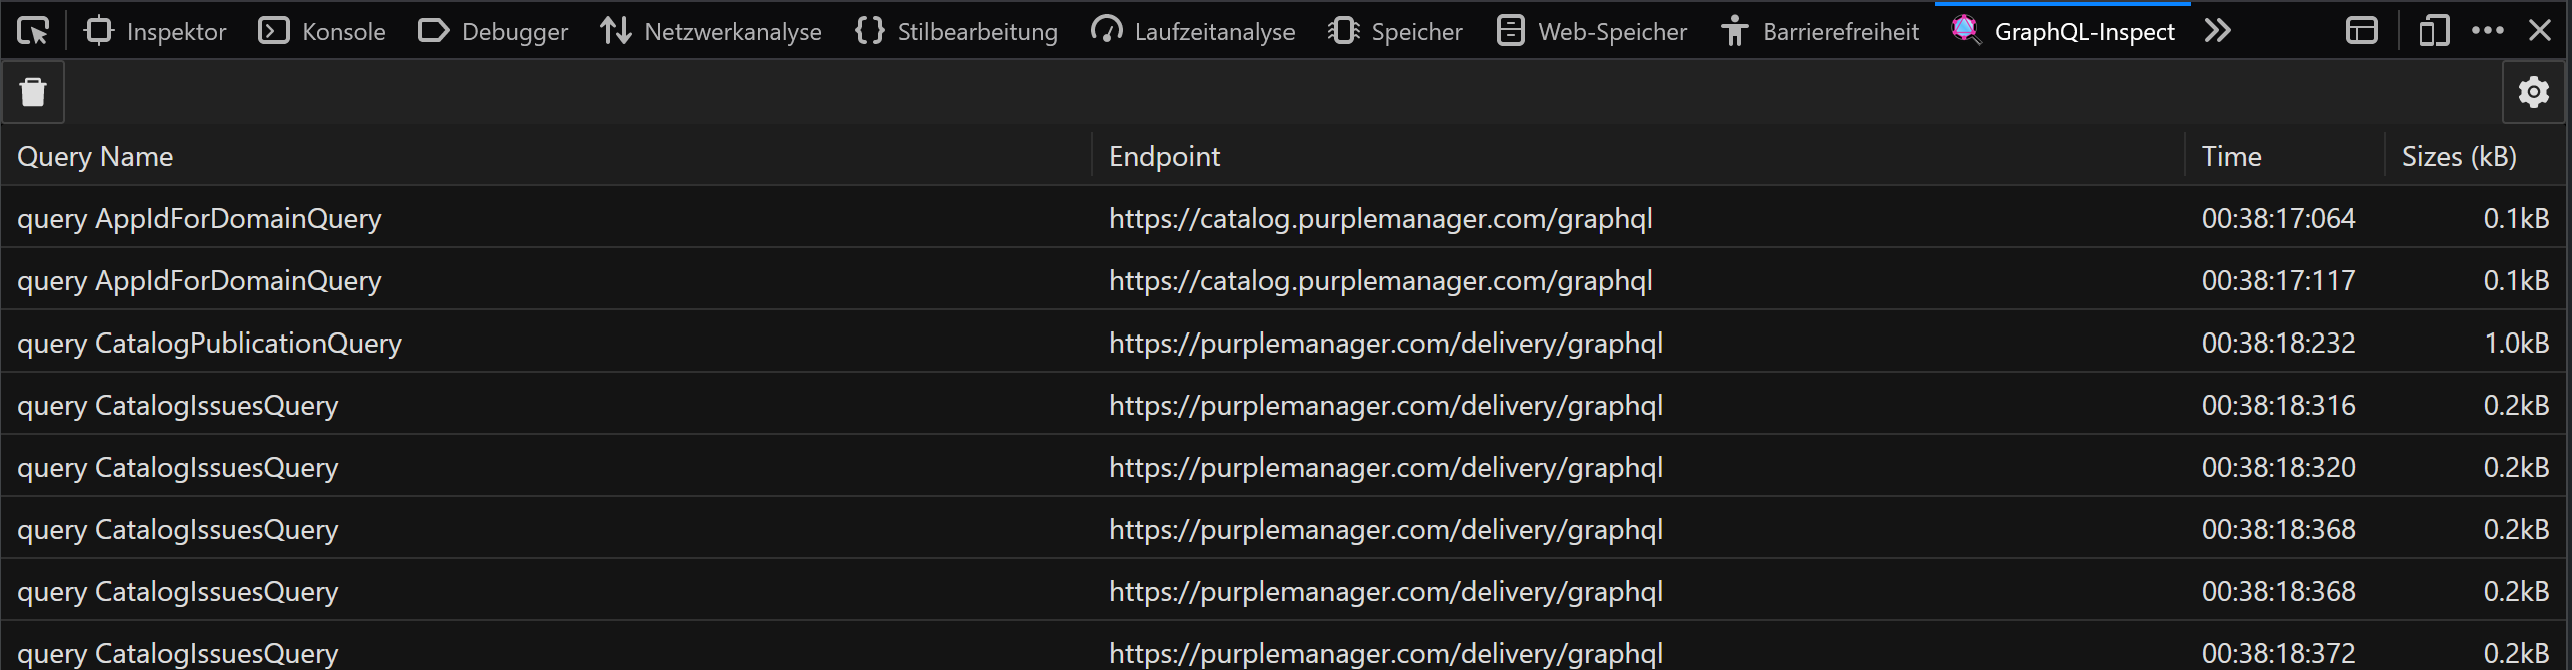 Inspektor Konsole Debugger Netzwerkanalyse Stilbearbeitung Laufzeitanalyse Speicher Web-Speicher Barrierefreiheit GraphQL-Inspect
Query Name Endpoint Time Sizes (kB)
query AppIdForDomainQuery https://catalog.purplemanager.com/graphql 00:38:17:064 0.1kB
query AppIdForDomainQuery https://catalog.purplemanager.com/graphql 00:38:17:117 0.1kB
query CatalogPublicationQuery https://purplemanager.com/delivery/graphql 00:38:18:232 1.0kB
query CatalogIssuesQuery https://purplemanager.com/delivery/graphql 00:38:18:316 0.2kB
query CatalogIssuesQuery https://purplemanager.com/delivery/graphql 00:38:18:320 0.2kB
query CatalogIssuesQuery https://purplemanager.com/delivery/graphql 00:38:18:368 0.2kB
query CatalogIssuesQuery https://purplemanager.com/delivery/graphql 00:38:18:368 0.2kB
query CatalogIssuesQuery https://purplemanager.com/delivery/graphql 00:38:18:372 0.2kB